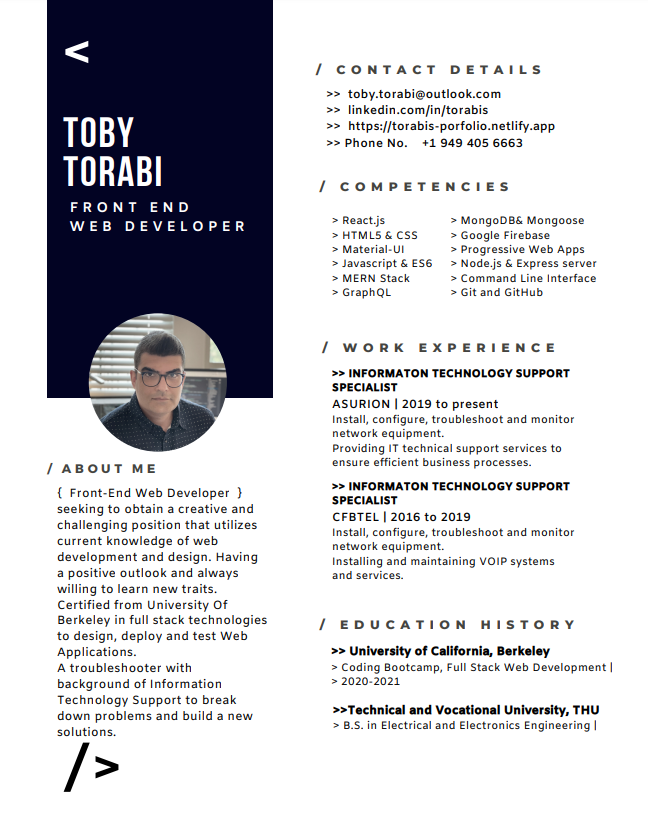 <
TOBY
TORABI
FRONT END
WEB DEVELOPER
/ ABOUT ME
{ Front-End Web Developer }
seeking to obtain a creative and
challenging position that utilizes
current knowledge of web
development and design. Having
a positive outlook and always
willing to learn new traits.
Certified from University Of
Berkeley in full stack technologies
to design, deploy and test Web
Applications.
A troubleshooter with
background of Information
Technology Support to break
down problems and build a new
solutions.
/>
/ CONTACT DETAILS
>> toby.torabi@outlook.com
>> linkedin.com/in/torabis
>> https://torabis-porfolio.netlify.app
>> Phone No. +1 949 405 6663
/ COMPETENCIES
> React.js
> HTML5 & CSS
> Material-UI
> Javascript & ES6
> MERN Stack
> GraphQL
> MongoDB& Mongoose
> Google Firebase
> Progressive Web Apps
> Node.js & Express server
> Command Line Interface
> Git and GitHub
/ WORK EXPERIENCE
>> INFORMATON TECHNOLOGY SUPPORT
SPECIALIST
ASURION | 2019 to present
Install, configure, troubleshoot and monitor
network equipment.
Providing IT technical support services to
ensure efficient business processes.
>> INFORMATON TECHNOLOGY SUPPORT
SPECIALIST
CFBTEL | 2016 to 2019
Install, configure, troubleshoot and monitor
network equipment.
Installing and maintaining VOIP systems
and services.
/ EDUCATION HISTORY
>> University of California, Berkeley
> Coding Bootcamp, Full Stack Web Development |
> 2020-2021
>>Technical and Vocational University, THU
> B.S. in Electrical and Electronics Engineering |